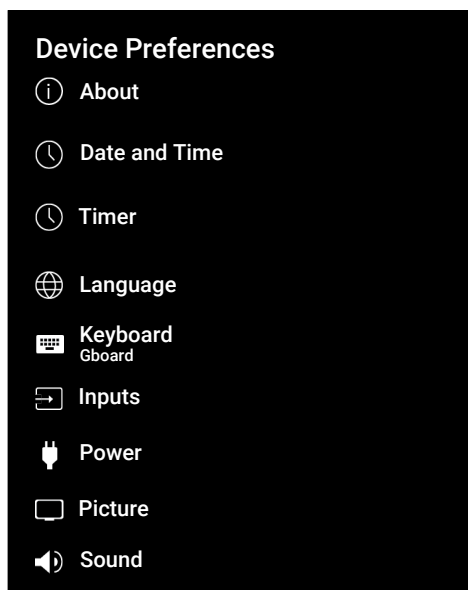 Device Preferences
About
Date and Time
Timer
Language
Keyboard
Gboard
Inputs
Power
Picture
Sound